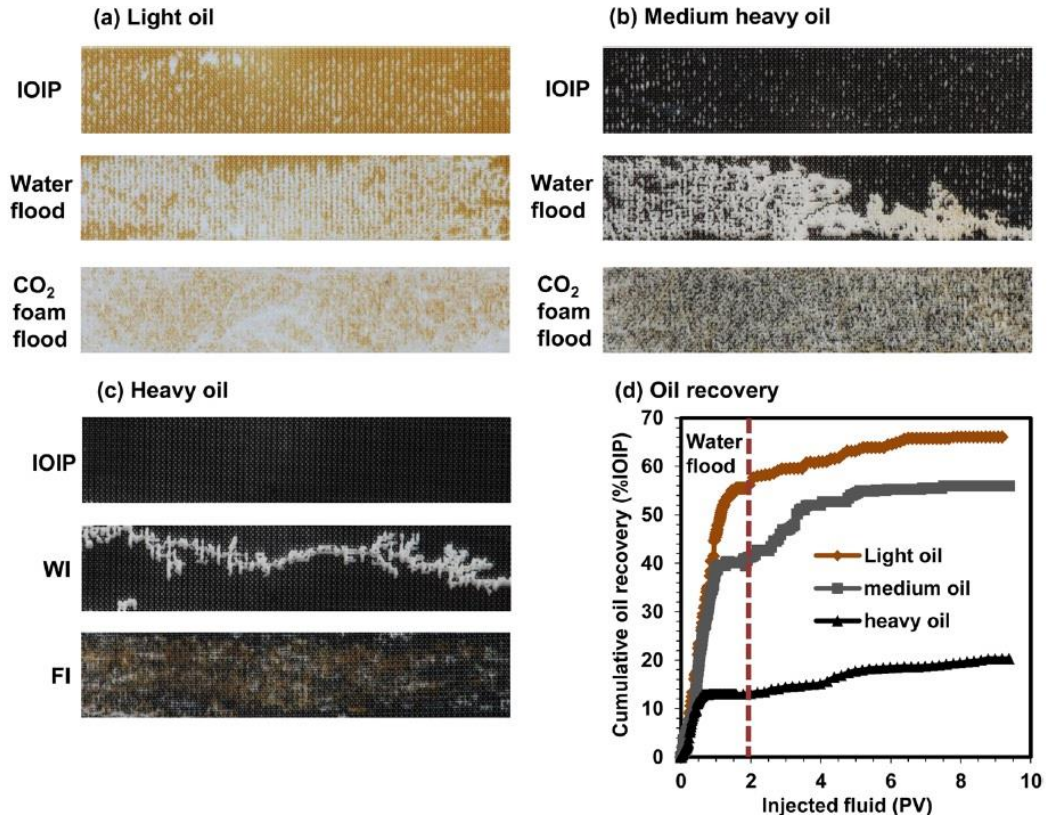 (a) Light oil
IOIP
Water
flood
CO₂
foam
flood
(b) Medium heavy oil
IOIP
Water
flood
CO₂
foam
flood
(c) Heavy oil
IOIP
WI
FI
(d) Oil recovery
Cumulative oil recovery (%IOIP)
70
60
50
40
30
20
10
0
Water
flood
Light oil
medium oil
heavy oil
0 2 4 6 8 10
Injected fluid (PV)